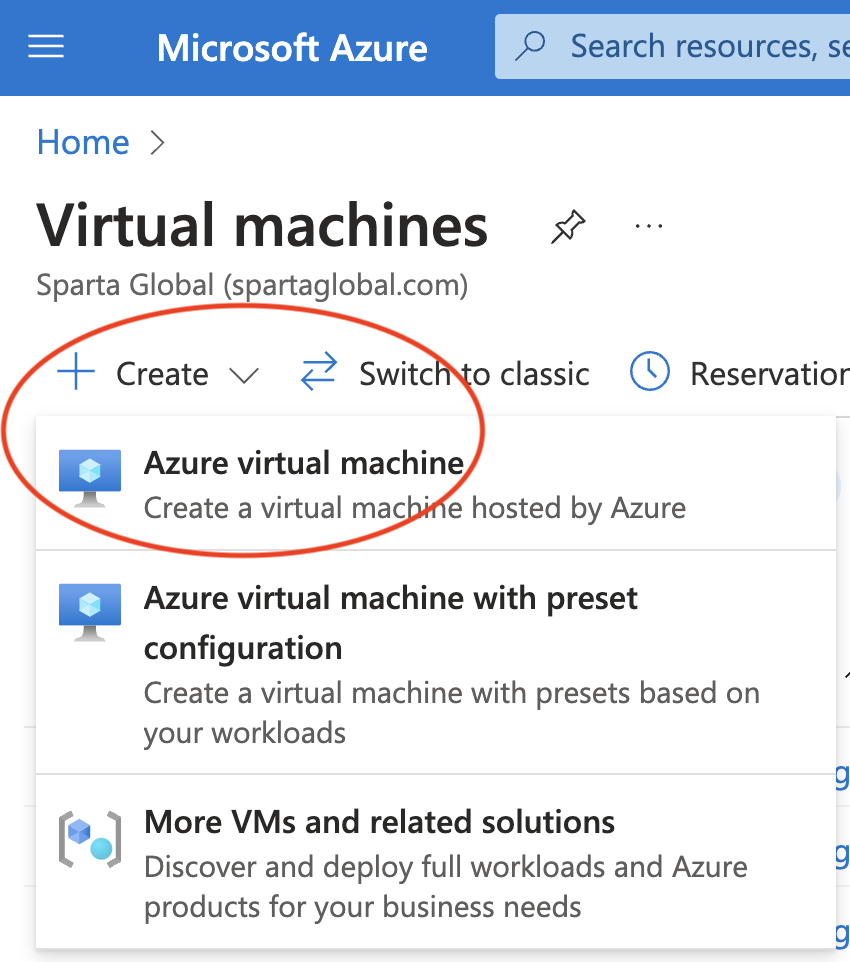 Microsoft Azure
Search resources, se
Home
Virtual machines
Sparta Global (spartaglobal.com)
Create
Switch to classic
Reservation
Azure virtual machine
Create a virtual machine hosted by Azure
Azure virtual machine with preset
configuration
Create a virtual machine with presets based on
your workloads
More VMs and related solutions
Discover and deploy full workloads and Azure
products for your business needs